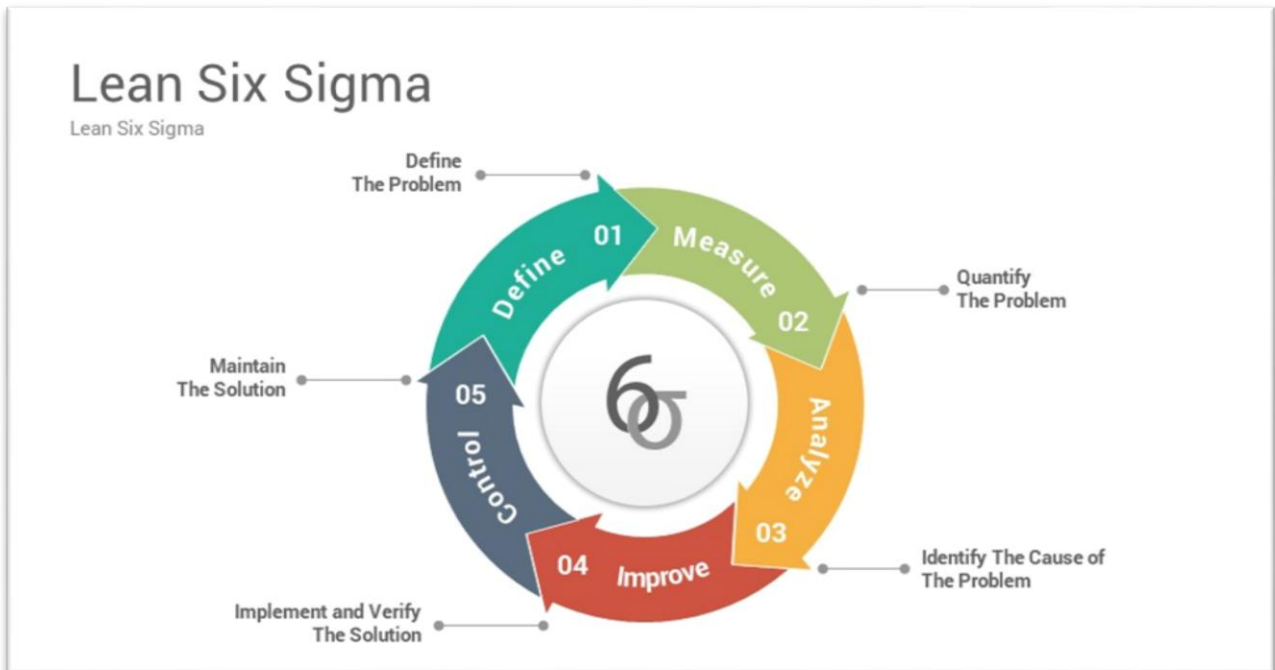 Lean Six Sigma
Lean Six Sigma
Define
The Problem
01
Define
Measure
02
Quantify
The Problem
Analyze
03
Identify The Cause of
The Problem
04
Improve
Implement and Verify
The Solution
05
Control
Maintain
The Solution
6σ